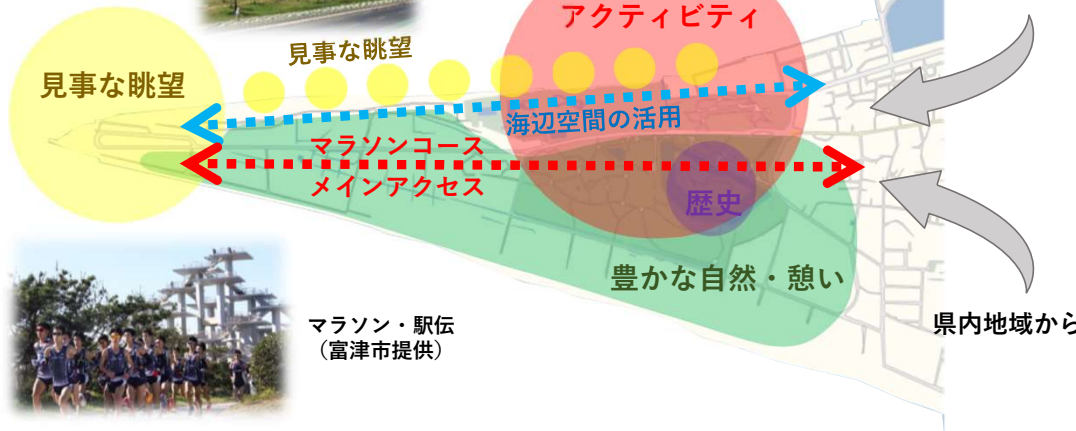 アクティビティ
見事な眺望
見事な眺望
海辺空間の活用
マラソンコース
メインアクセス
歴史
豊かな自然・憩い
マラソン・駅伝
（富津市提供）
県内地域から